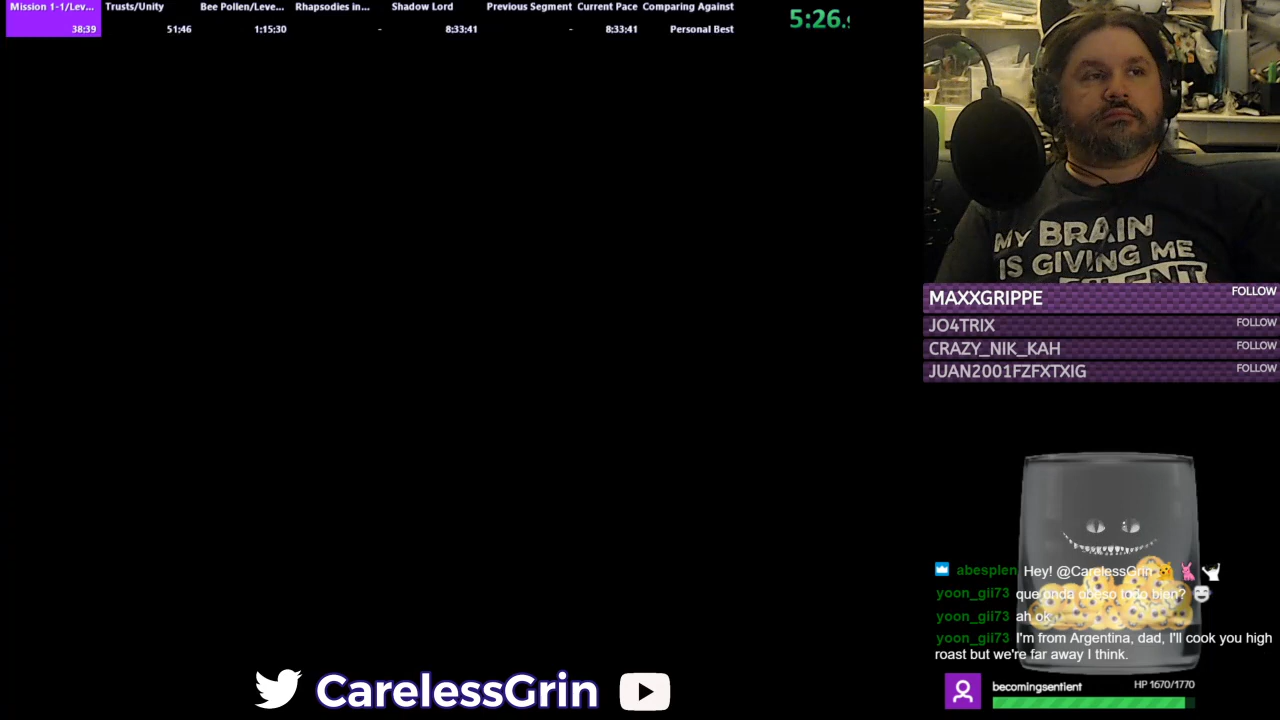 Mission 1-1/Lev... Trusts/Unity Bee Pollen/Leve... Rhapsodies in... Shadow Lord Previous Segment Current Pace Comparing Against
38:39 51:46 1:15:30 - 8:33:41 - 8:33:41 Personal Best
5:26.
MY BRAIN
IS GIVING ME
MAXXGRIPPE FOLLOW
JO4TRIX FOLLOW
CRAZY_NIK_KAH FOLLOW
JUAN2001FZFXTXIG FOLLOW
abesplen Hey! @CarelessGrin
yoon_gii73 que onda obeso todo bien?
yoon_gii73 ah ok
yoon_gii73 I'm from Argentina, dad, I'll cook you high
roast but we're far away I think.
becomingsentient HP 1670/1770
CarelessGrin